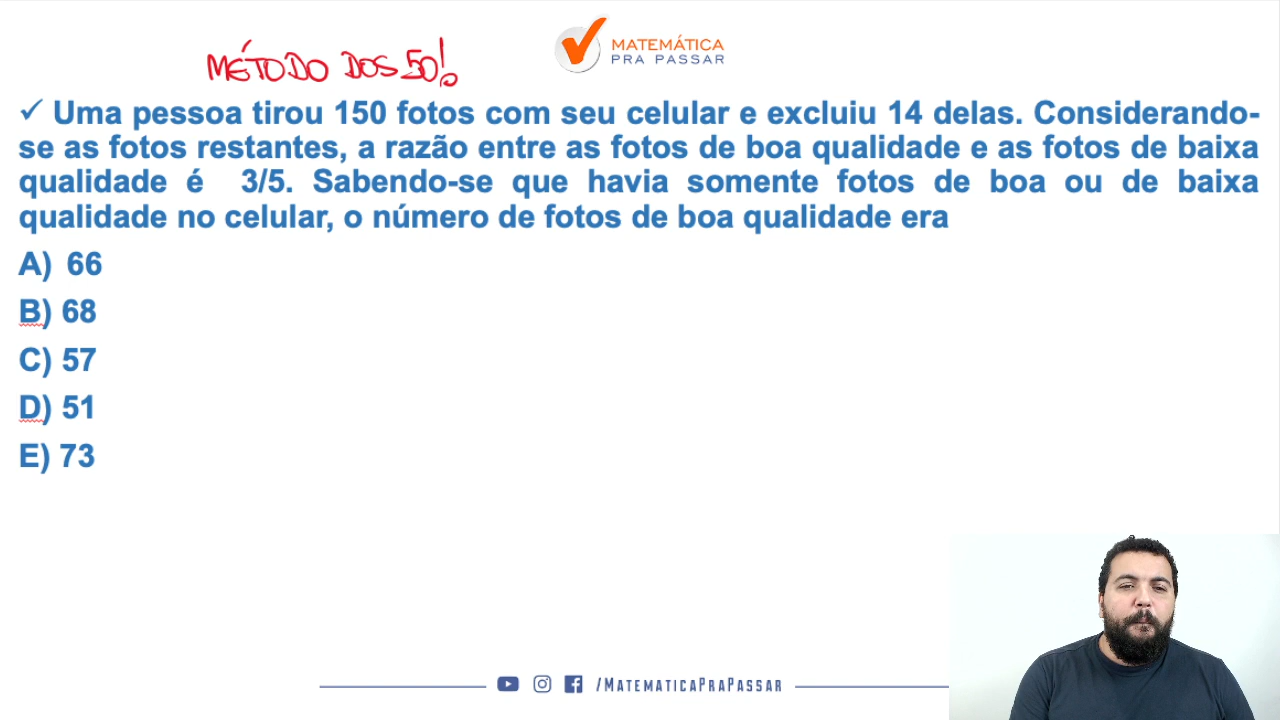 MÉTODO DOS 50!
MATEMÁTICA
PRA PASSAR
✓ Uma pessoa tirou 150 fotos com seu celular e excluiu 14 delas. Considerando-
se as fotos restantes, a razão entre as fotos de boa qualidade e as fotos de baixa
qualidade é 3/5. Sabendo-se que havia somente fotos de boa ou de baixa
qualidade no celular, o número de fotos de boa qualidade era
A) 66
B) 68
C) 57
D) 51
E) 73
/MATEMATICAPRAPASSAR